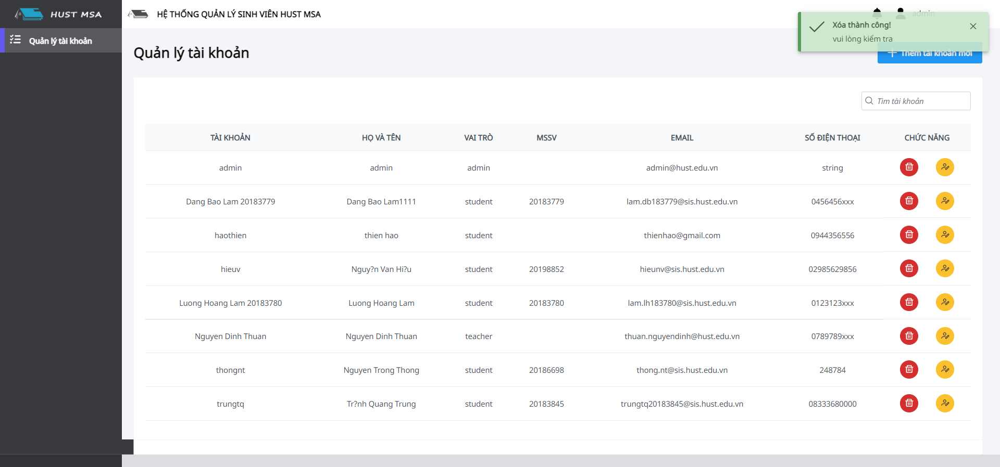 HUST MSA
HỆ THỐNG QUẢN LÝ SINH VIÊN HUST MSA
admin
Xóa thành công!
vui lòng kiểm tra
Quản lý tài khoản
Quản lý tài khoản
Thêm tài khoản mới
Tìm tài khoản
TÀI KHOẢN HỌ VÀ TÊN VAI TRÒ MSSV EMAIL SỐ ĐIỆN THOẠI CHỨC NĂNG
admin admin admin admin@hust.edu.vn string
Dang Bao Lam 20183779 Dang Bao Lam1111 student 20183779 lam.db183779@sis.hust.edu.vn 0456456xxx
haothien thien hao student thienhao@gmail.com 0944356556
hieuv Nguy?n Van Hi?u student 20198852 hieunv@sis.hust.edu.vn 02985629856
Luong Hoang Lam 20183780 Luong Hoang Lam student 20183780 lam.lh183780@sis.hust.edu.vn 0123123xxx
Nguyen Dinh Thuan Nguyen Dinh Thuan teacher thuan.nguyendinh@hust.edu.vn 0789789xxx
thongnt Nguyen Trong Thong student 20186698 thong.nt@sis.hust.edu.vn 248784
trungtq Tr?nh Quang Trung student 20183845 trungtq20183845@sis.hust.edu.vn 08333680000